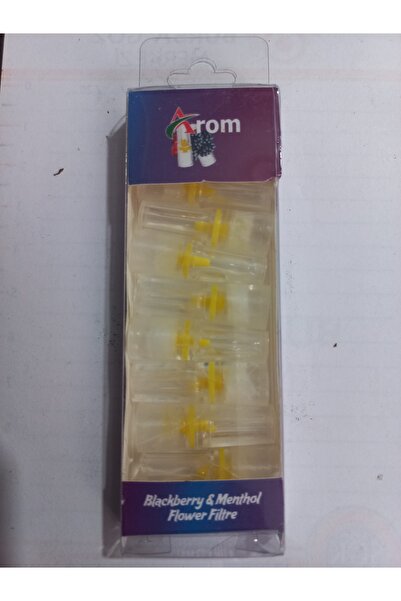 Arom
Blackberry & Menthol
Flower Filtre